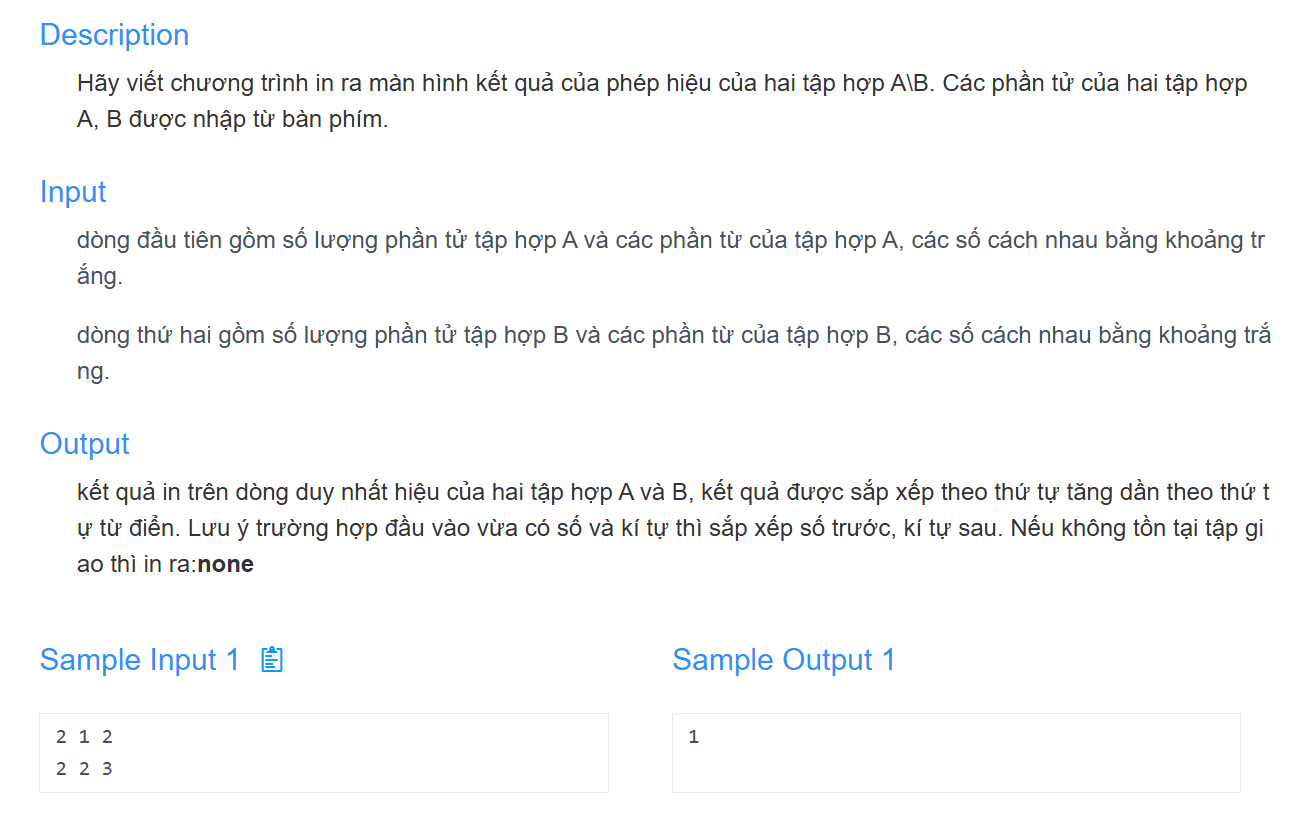 Description
Hãy viết chương trình in ra màn hình kết quả của phép hiệu của hai tập hợp A\B. Các phần tử của hai tập hợp
A, B được nhập từ bàn phím.
Input
dòng đầu tiên gồm số lượng phần tử tập hợp A và các phần từ của tập hợp A, các số cách nhau bằng khoảng tr
ắng.
dòng thứ hai gồm số lượng phần tử tập hợp B và các phần từ của tập hợp B, các số cách nhau bằng khoảng trắ
ng.
Output
kết quả in trên dòng duy nhất hiệu của hai tập hợp A và B, kết quả được sắp xếp theo thứ tự tăng dần theo thứ t
ự từ điển. Lưu ý trường hợp đầu vào vừa có số và kí tự thì sắp xếp số trước, kí tự sau. Nếu không tồn tại tập gi
ao thì in ra:none
Sample Input 1
2 1 2
2 2 3
Sample Output 1
1